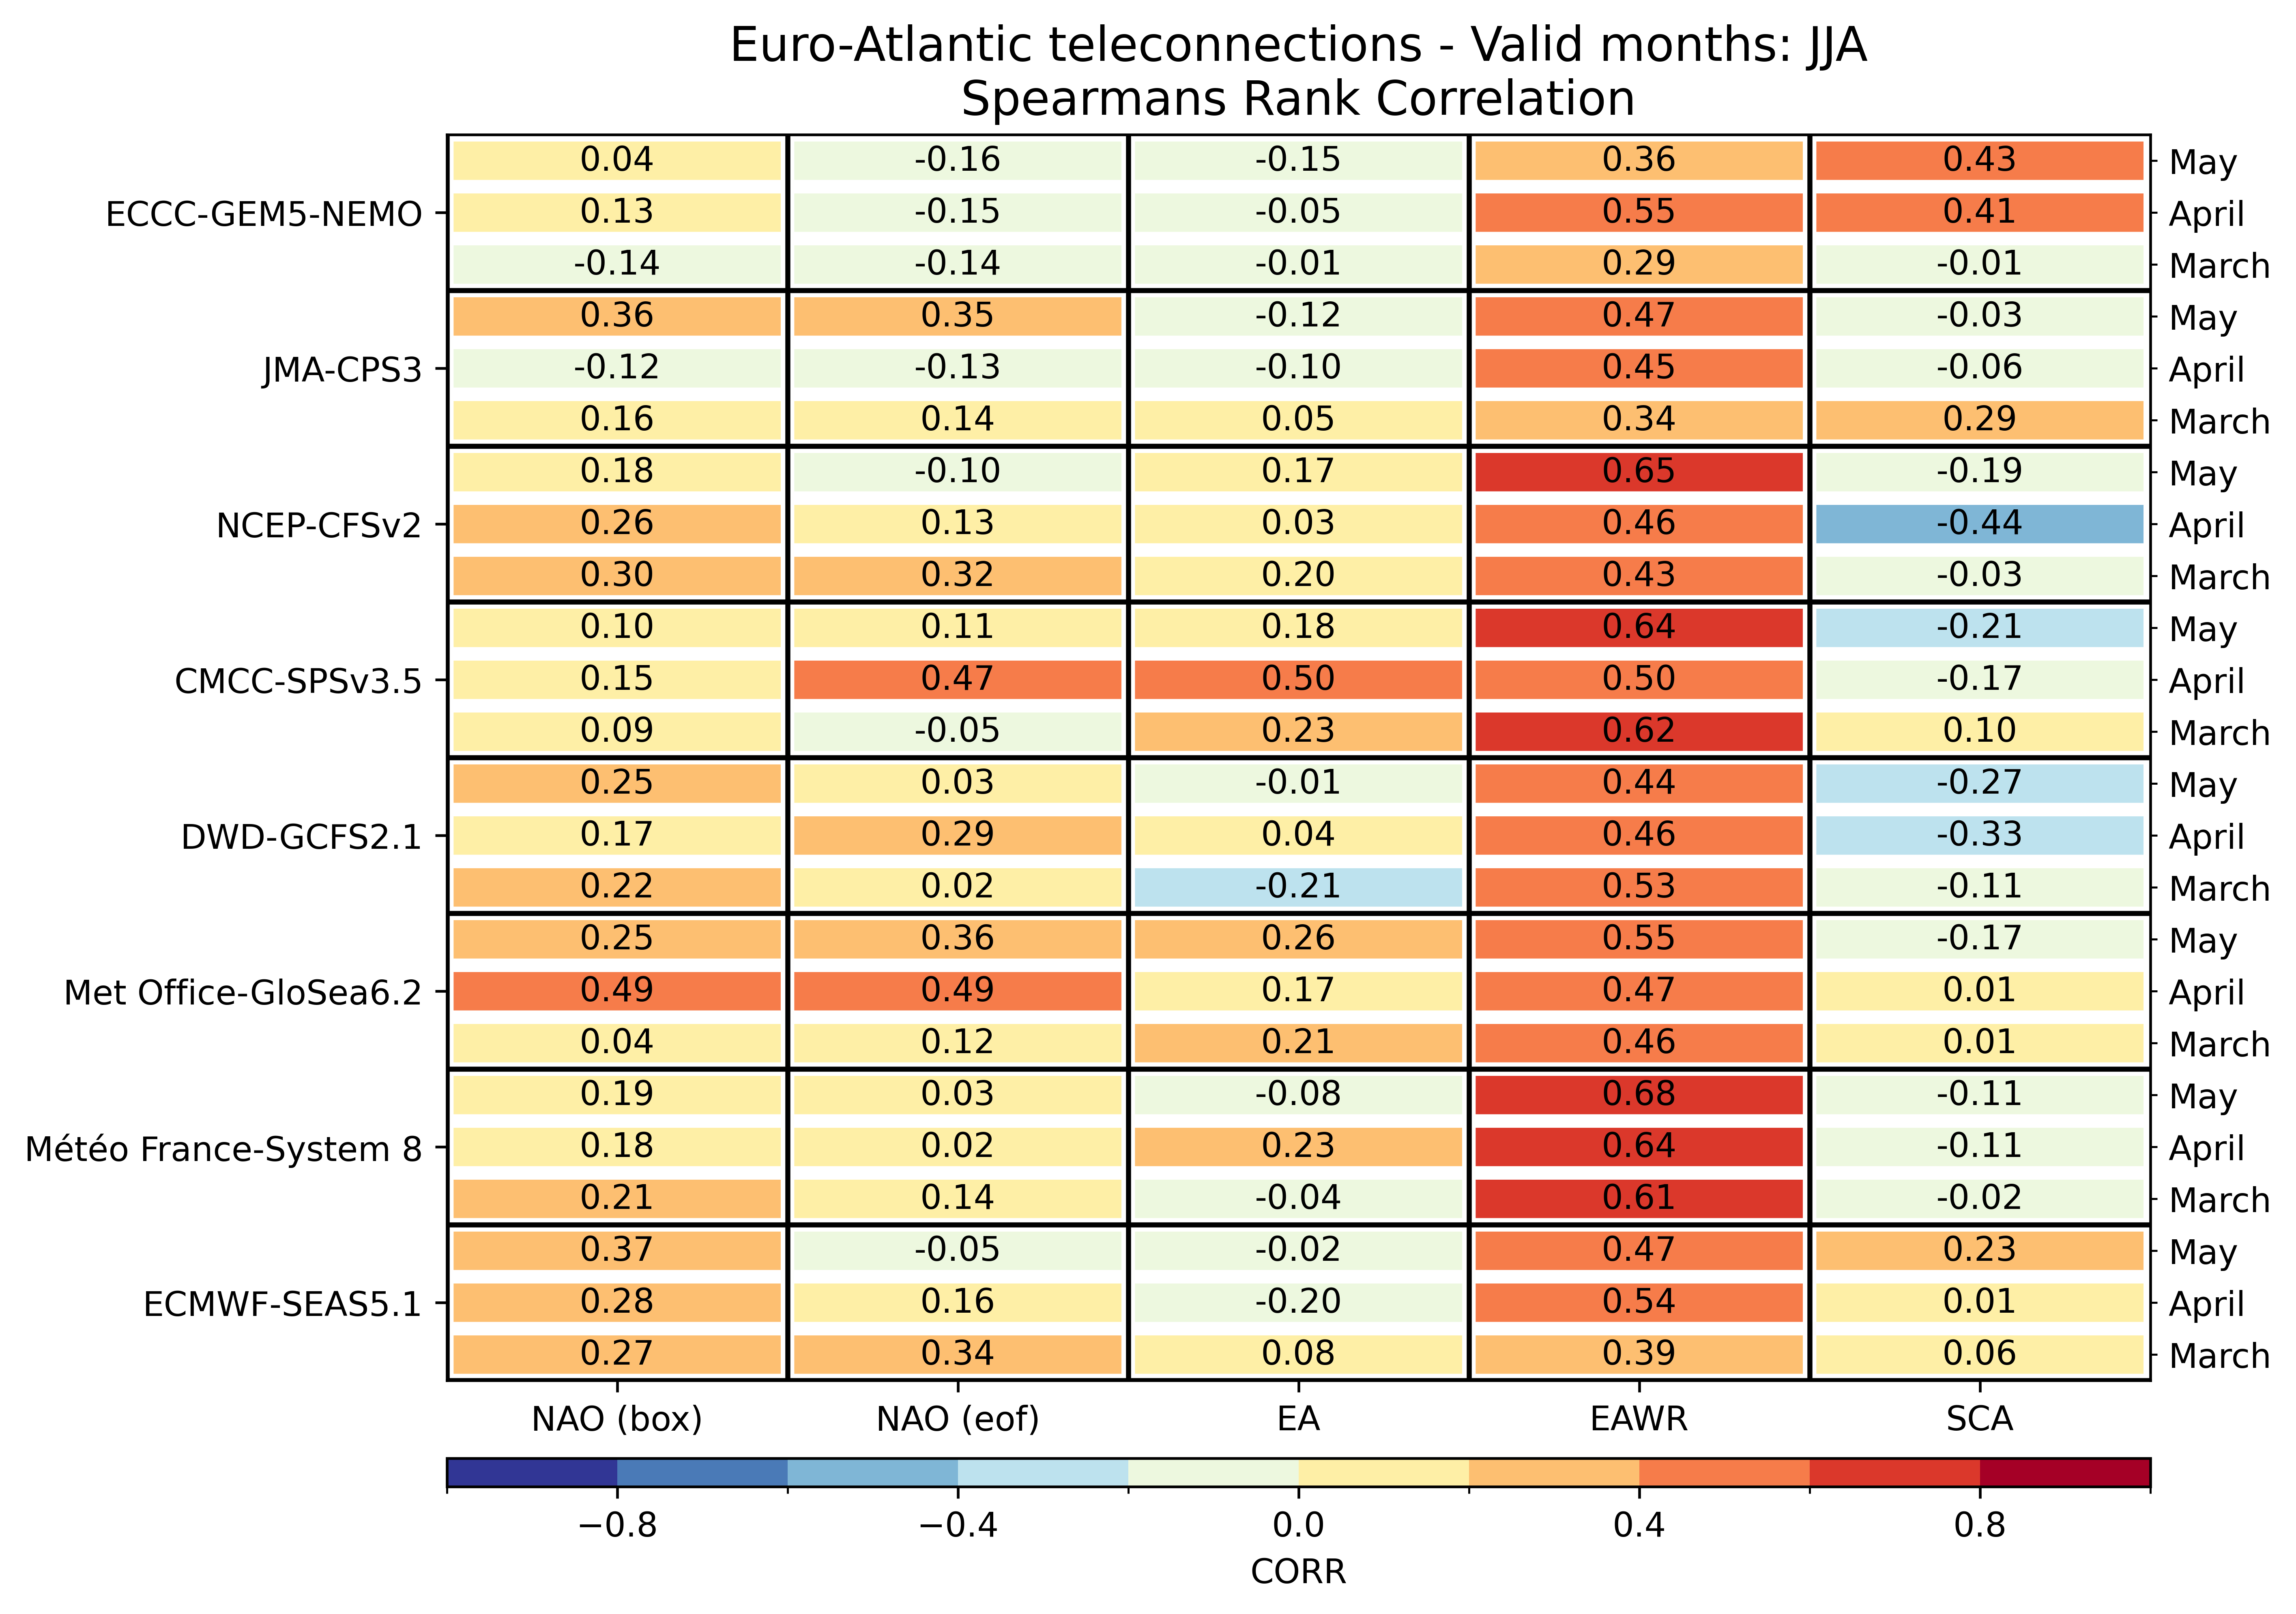 Euro-Atlantic teleconnections - Valid months: JJA
Spearmans Rank Correlation
0.04 -0.16 -0.15 0.36 0.43 May
ECCC-GEM5-NEMO 0.13 -0.15 -0.05 0.55 0.41 April
-0.14 -0.14 -0.01 0.29 -0.01 March
0.36 0.35 -0.12 0.47 -0.03 May
JMA-CPS3 -0.12 -0.13 -0.10 0.45 -0.06 April
0.16 0.14 0.05 0.34 0.29 March
0.18 -0.10 0.17 0.65 -0.19 May
NCEP-CFSv2 0.26 0.13 0.03 0.46 -0.44 April
0.30 0.32 0.20 0.43 -0.03 March
0.10 0.11 0.18 0.64 -0.21 May
CMCC-SPSv3.5 0.15 0.47 0.50 0.50 -0.17 April
0.09 -0.05 0.23 0.62 0.10 March
0.25 0.03 -0.01 0.44 -0.27 May
DWD-GCFS2.1 0.17 0.29 0.04 0.46 -0.33 April
0.22 0.02 -0.21 0.53 -0.11 March
0.25 0.36 0.26 0.55 -0.17 May
Met Office-GloSea6.2 0.49 0.49 0.17 0.47 0.01 April
0.04 0.12 0.21 0.46 0.01 March
0.19 0.03 -0.08 0.68 -0.11 May
Météo France-System 8 0.18 0.02 0.23 0.64 -0.11 April
0.21 0.14 -0.04 0.61 -0.02 March
0.37 -0.05 -0.02 0.47 0.23 May
ECMWF-SEAS5.1 0.28 0.16 -0.20 0.54 0.01 April
0.27 0.34 0.08 0.39 0.06 March
NAO (box) NAO (eof) EA EAWR SCA
−0.8 −0.4 0.0 0.4 0.8
CORR